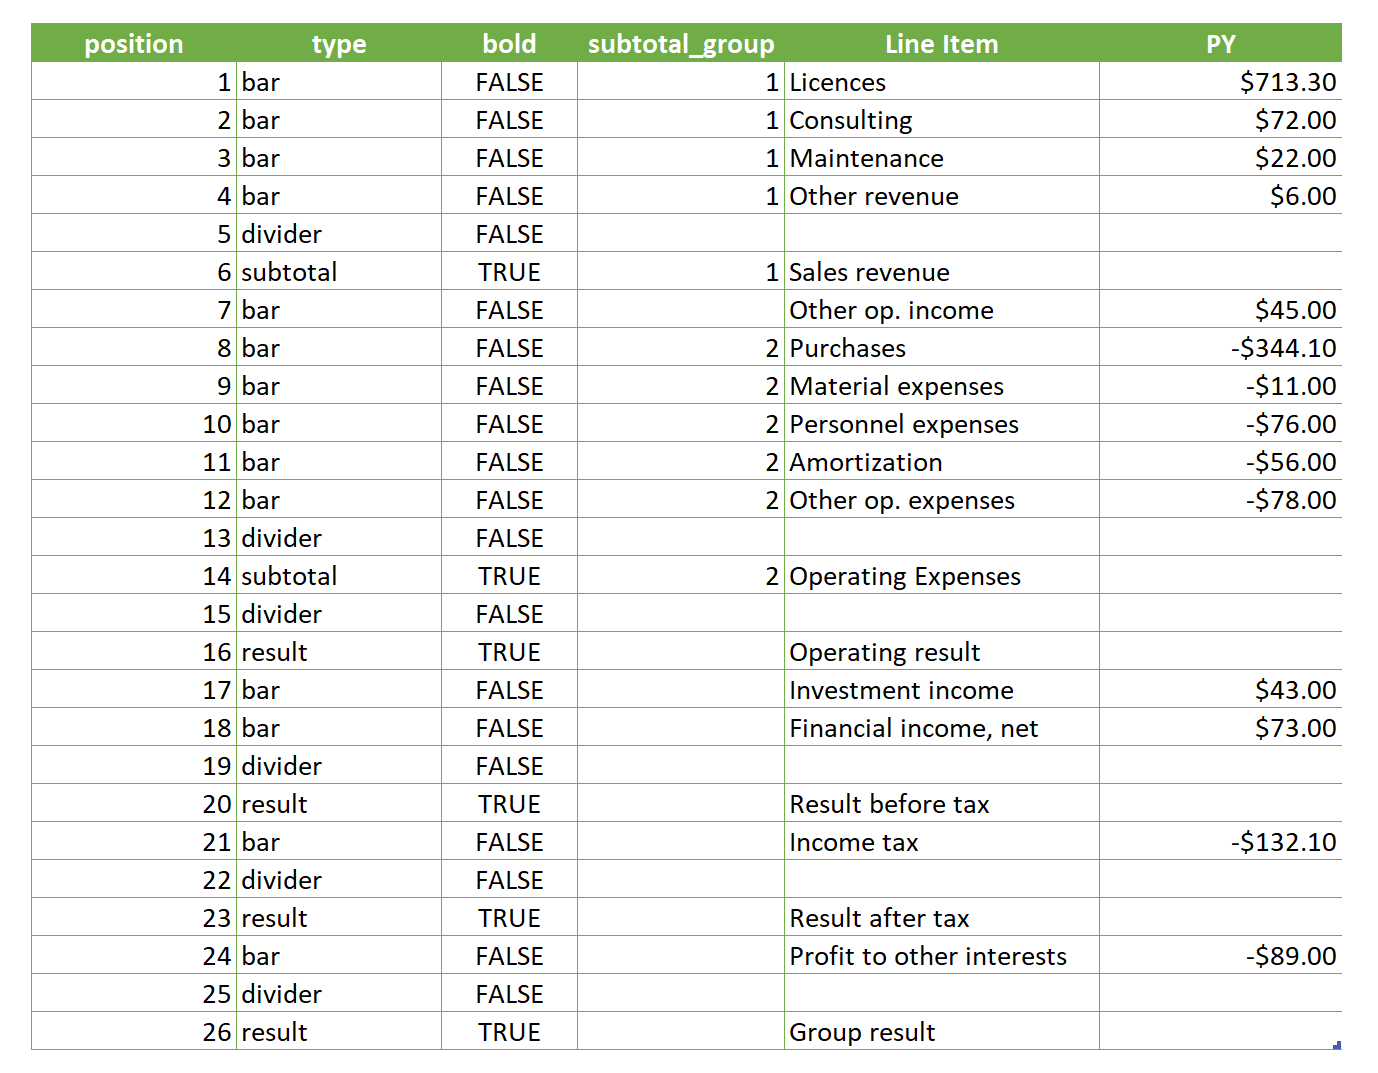 position type bold subtotal_group Line Item PY
1 bar FALSE 1 Licences $713.30
2 bar FALSE 1 Consulting $72.00
3 bar FALSE 1 Maintenance $22.00
4 bar FALSE 1 Other revenue $6.00
5 divider FALSE
6 subtotal TRUE 1 Sales revenue
7 bar FALSE Other op. income $45.00
8 bar FALSE 2 Purchases -$344.10
9 bar FALSE 2 Material expenses -$11.00
10 bar FALSE 2 Personnel expenses -$76.00
11 bar FALSE 2 Amortization -$56.00
12 bar FALSE 2 Other op. expenses -$78.00
13 divider FALSE
14 subtotal TRUE 2 Operating Expenses
15 divider FALSE
16 result TRUE Operating result
17 bar FALSE Investment income $43.00
18 bar FALSE Financial income, net $73.00
19 divider FALSE
20 result TRUE Result before tax
21 bar FALSE Income tax -$132.10
22 divider FALSE
23 result TRUE Result after tax
24 bar FALSE Profit to other interests -$89.00
25 divider FALSE
26 result TRUE Group result